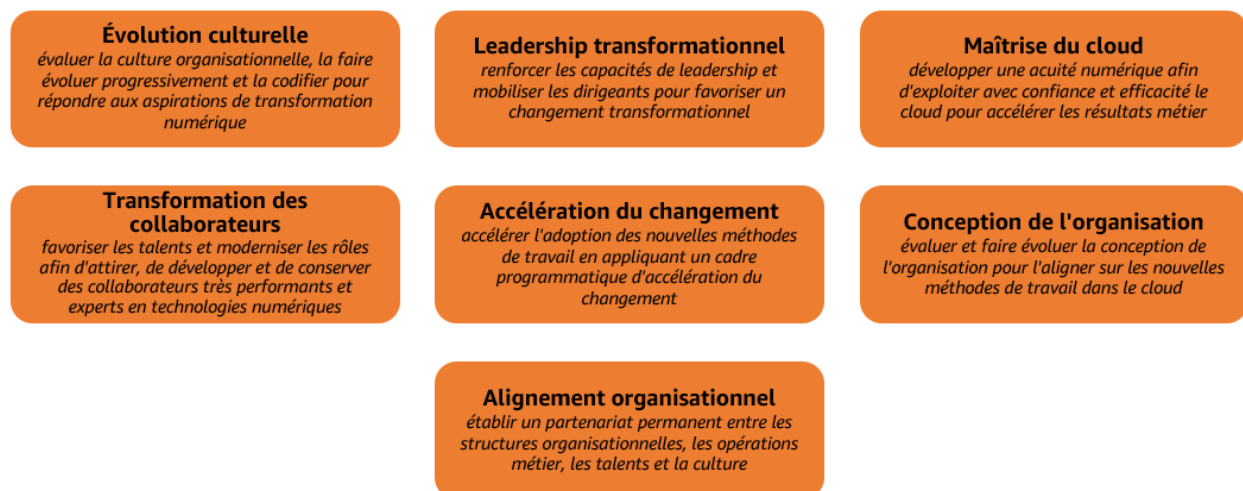 Évolution culturelle
évaluer la culture organisationnelle, la faire
évoluer progressivement et la codifier pour
répondre aux aspirations de transformation
numérique
Leadership transformationnel
renforcer les capacités de leadership et
mobiliser les dirigeants pour favoriser un
changement transformationnel
Maîtrise du cloud
développer une acuité numérique afin
d'exploiter avec confiance et efficacité le
cloud pour accélérer les résultats métier
Transformation des
collaborateurs
favoriser les talents et moderniser les rôles
afin d'attirer, de développer et de conserver
des collaborateurs très performants et
experts en technologies numériques
Accélération du changement
accélérer l'adoption des nouvelles méthodes
de travail en appliquant un cadre
programmatique d'accélération du
changement
Conception de l'organisation
évaluer et faire évoluer la conception de
l'organisation pour l'aligner sur les nouvelles
méthodes de travail dans le cloud
Alignement organisationnel
établir un partenariat permanent entre les
structures organisationnelles, les opérations
métier, les talents et la culture